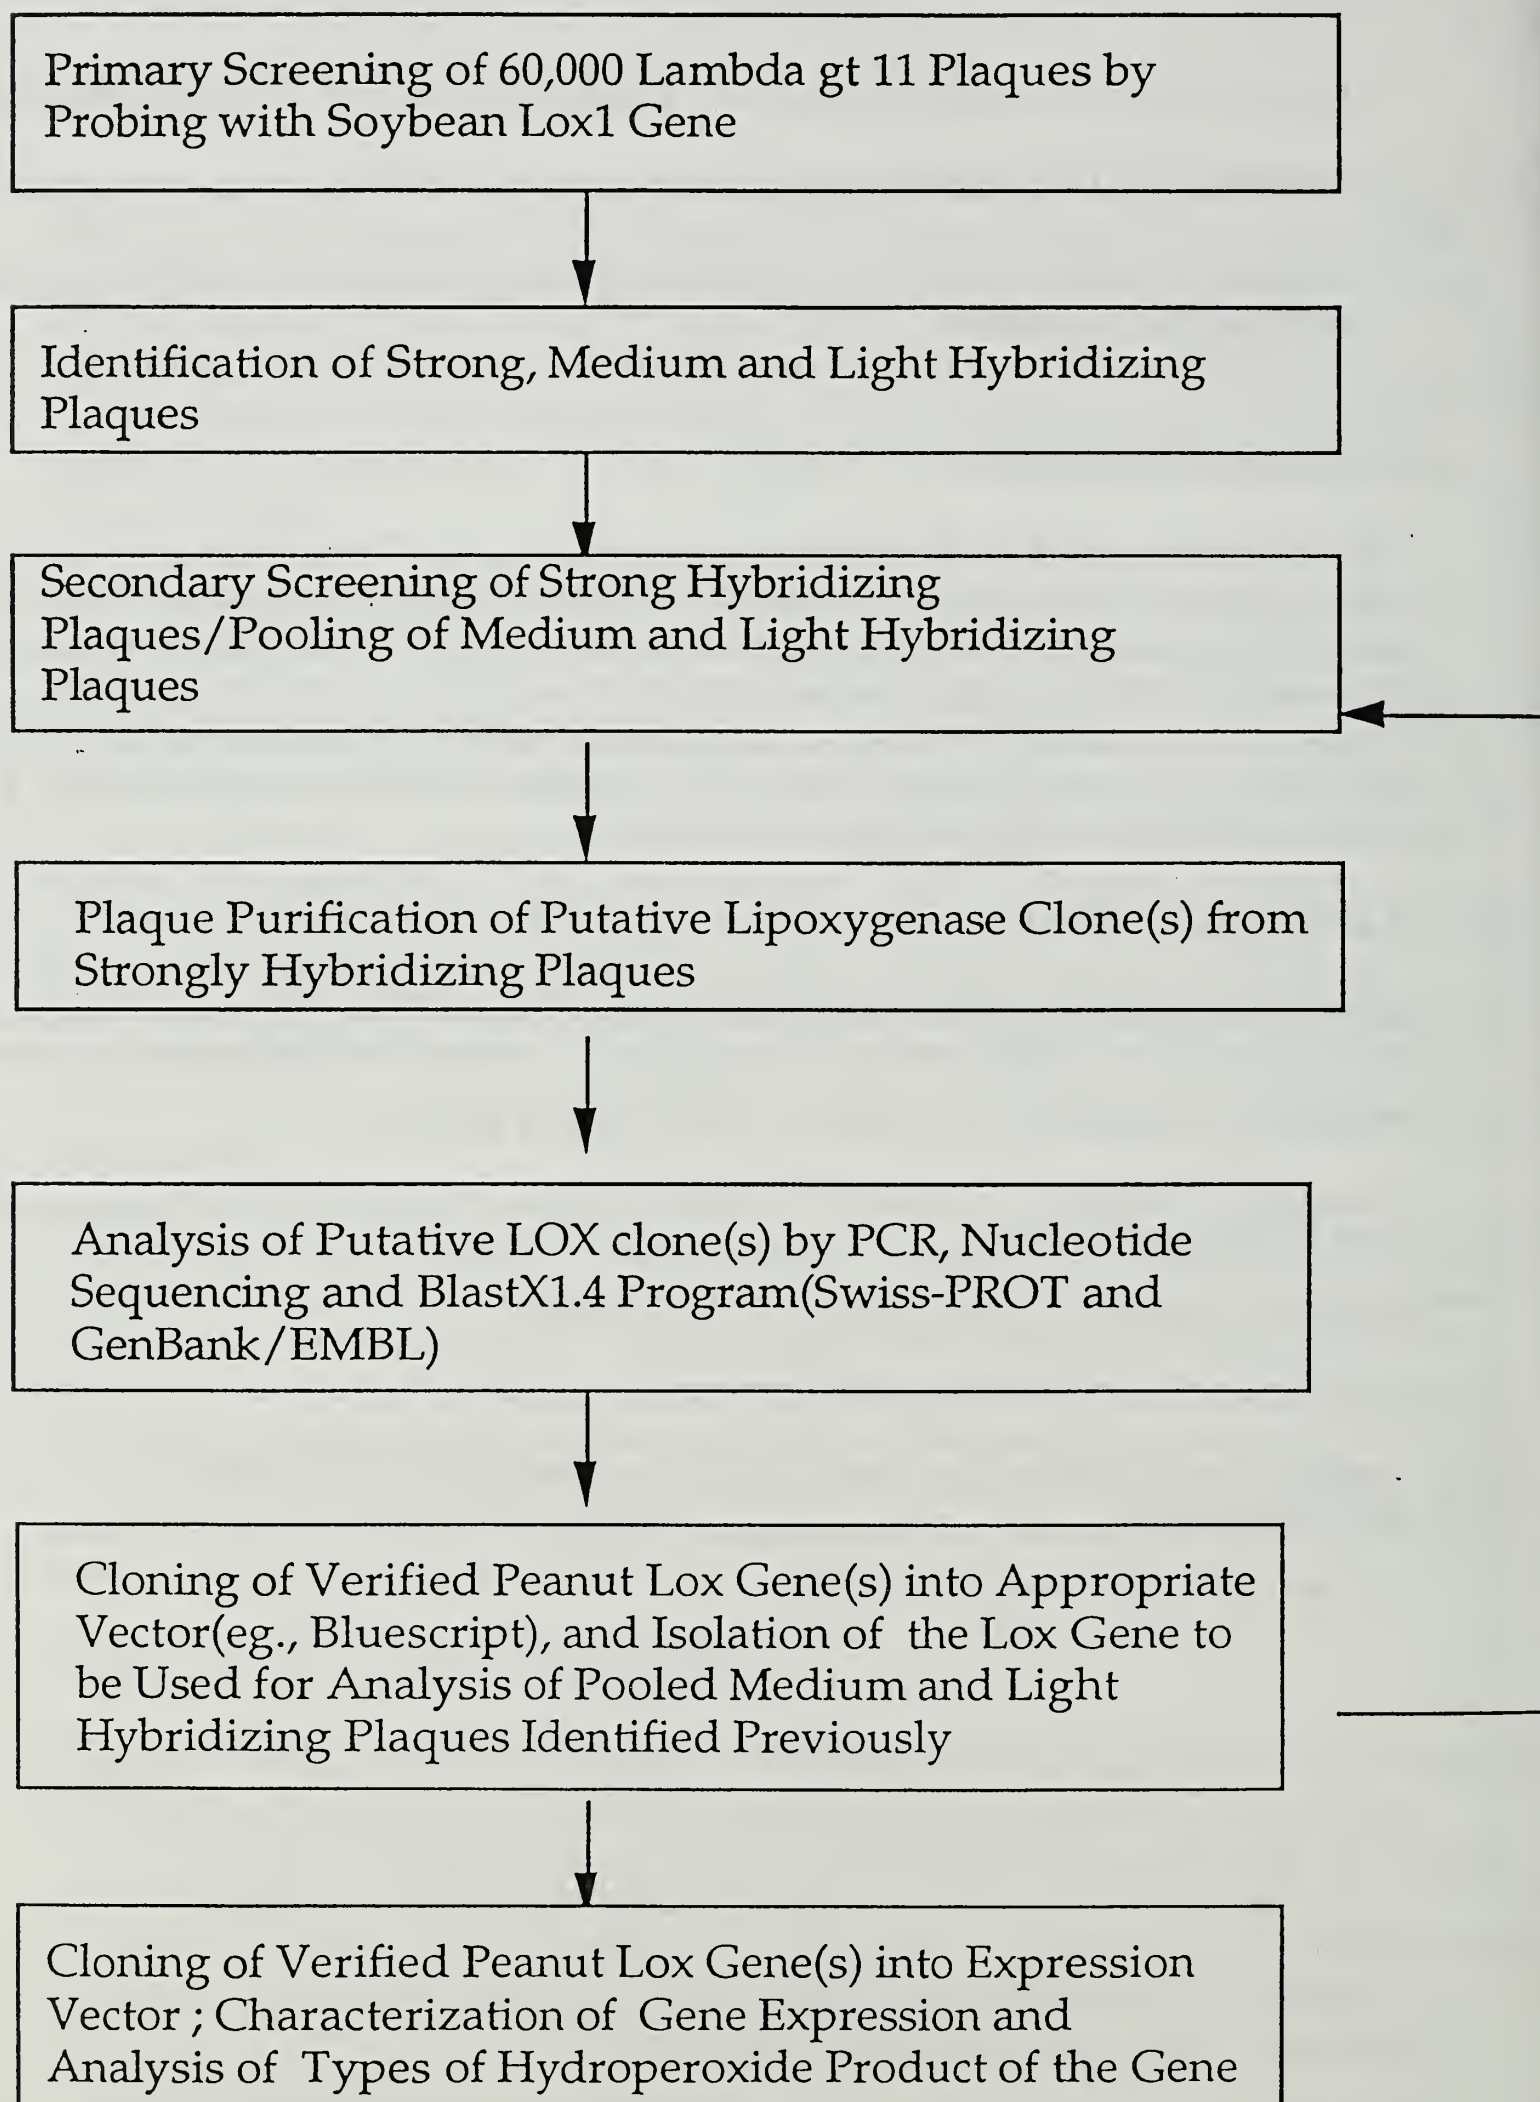 Primary Screening of 60,000 Lambda gt 11 Plaques by
Probing with Soybean Lox1 Gene
Identification of Strong, Medium and Light Hybridizing
Plaques
Secondary Screening of Strong Hybridizing
Plaques/Pooling of Medium and Light Hybridizing
Plaques
Plaque Purification of Putative Lipoxygenase Clone(s) from
Strongly Hybridizing Plaques
Analysis of Putative LOX clone(s) by PCR, Nucleotide
Sequencing and BlastX1.4 Program(Swiss-PROT and
GenBank/EMBL)
Cloning of Verified Peanut Lox Gene(s) into Appropriate
Vector(eg., Bluescript), and Isolation of the Lox Gene to
be Used for Analysis of Pooled Medium and Light
Hybridizing Plaques Identified Previously
Cloning of Verified Peanut Lox Gene(s) into Expression
Vector ; Characterization of Gene Expression and
Analysis of Types of Hydroperoxide Product of the Gene